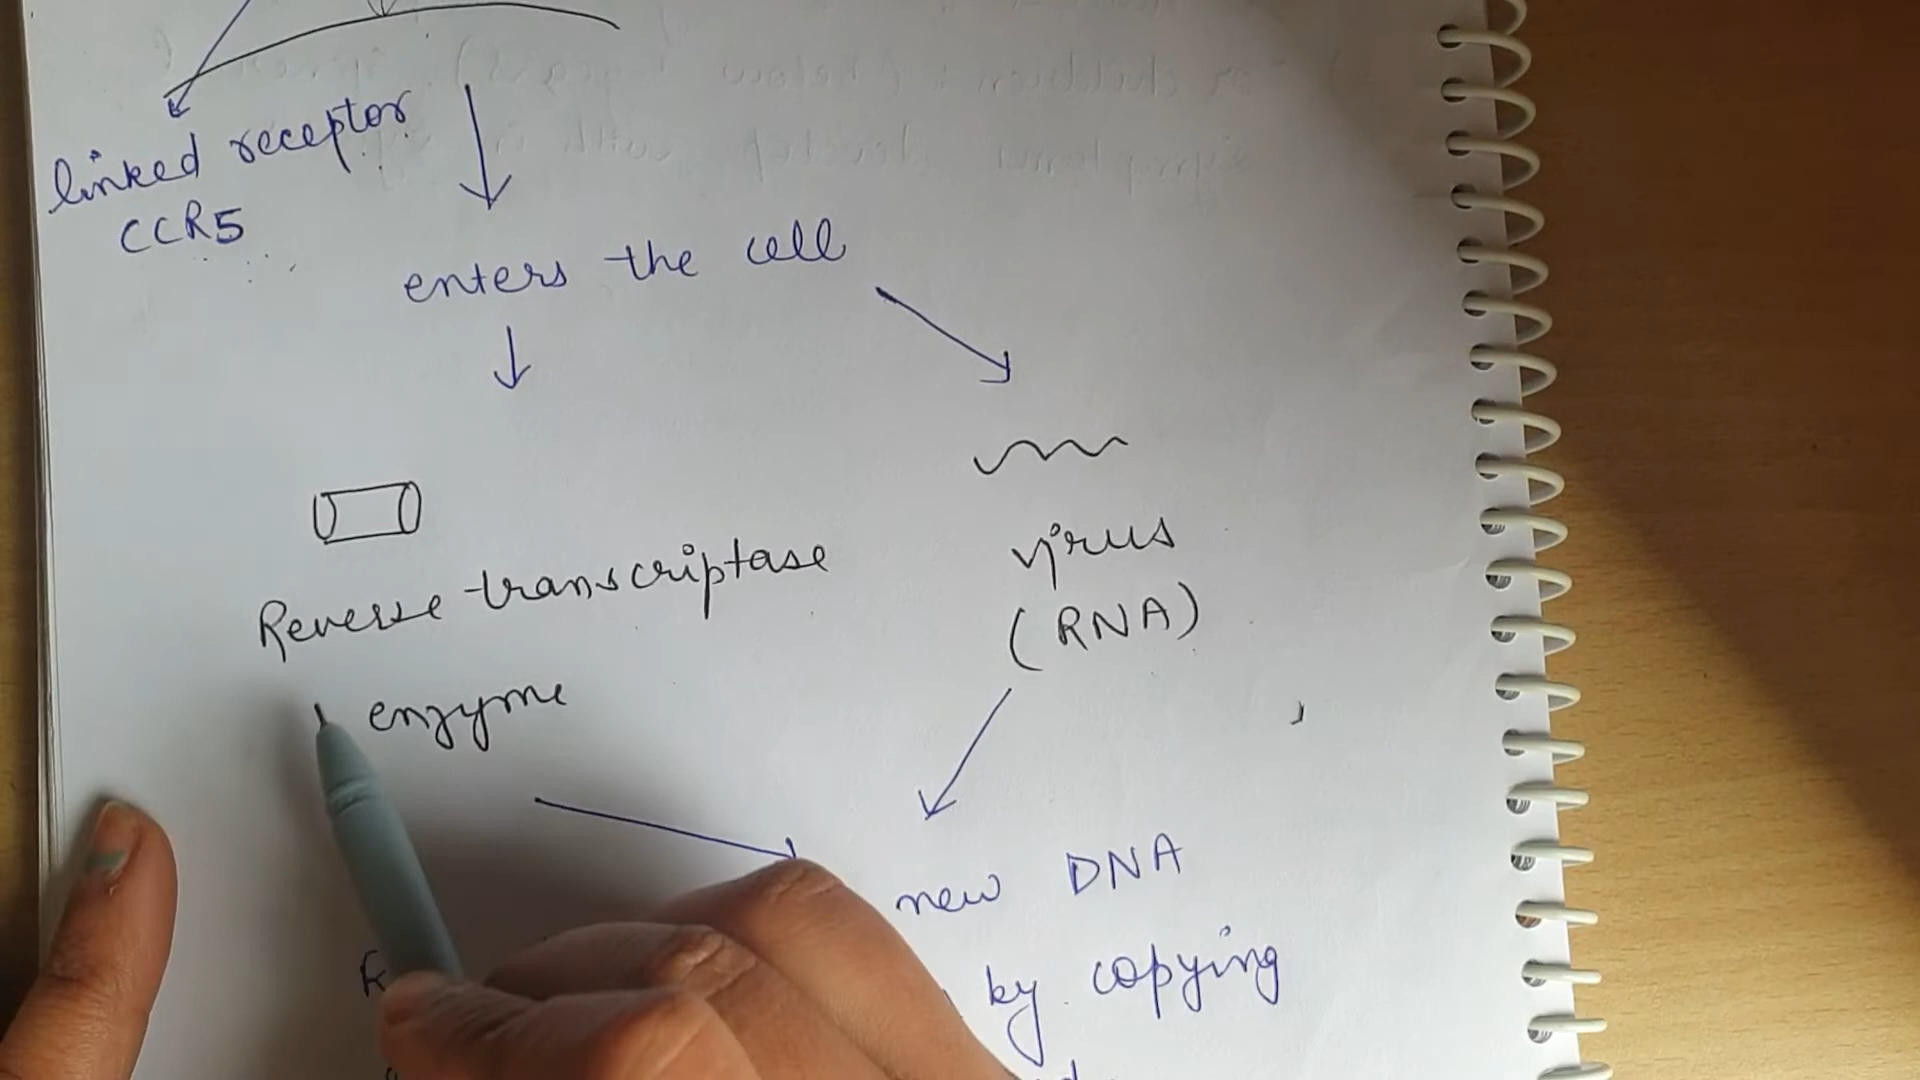 linked receptor
CCR5
enters the cell
Reverse transcriptase
enzyme
virus
(RNA)
new DNA
by copying